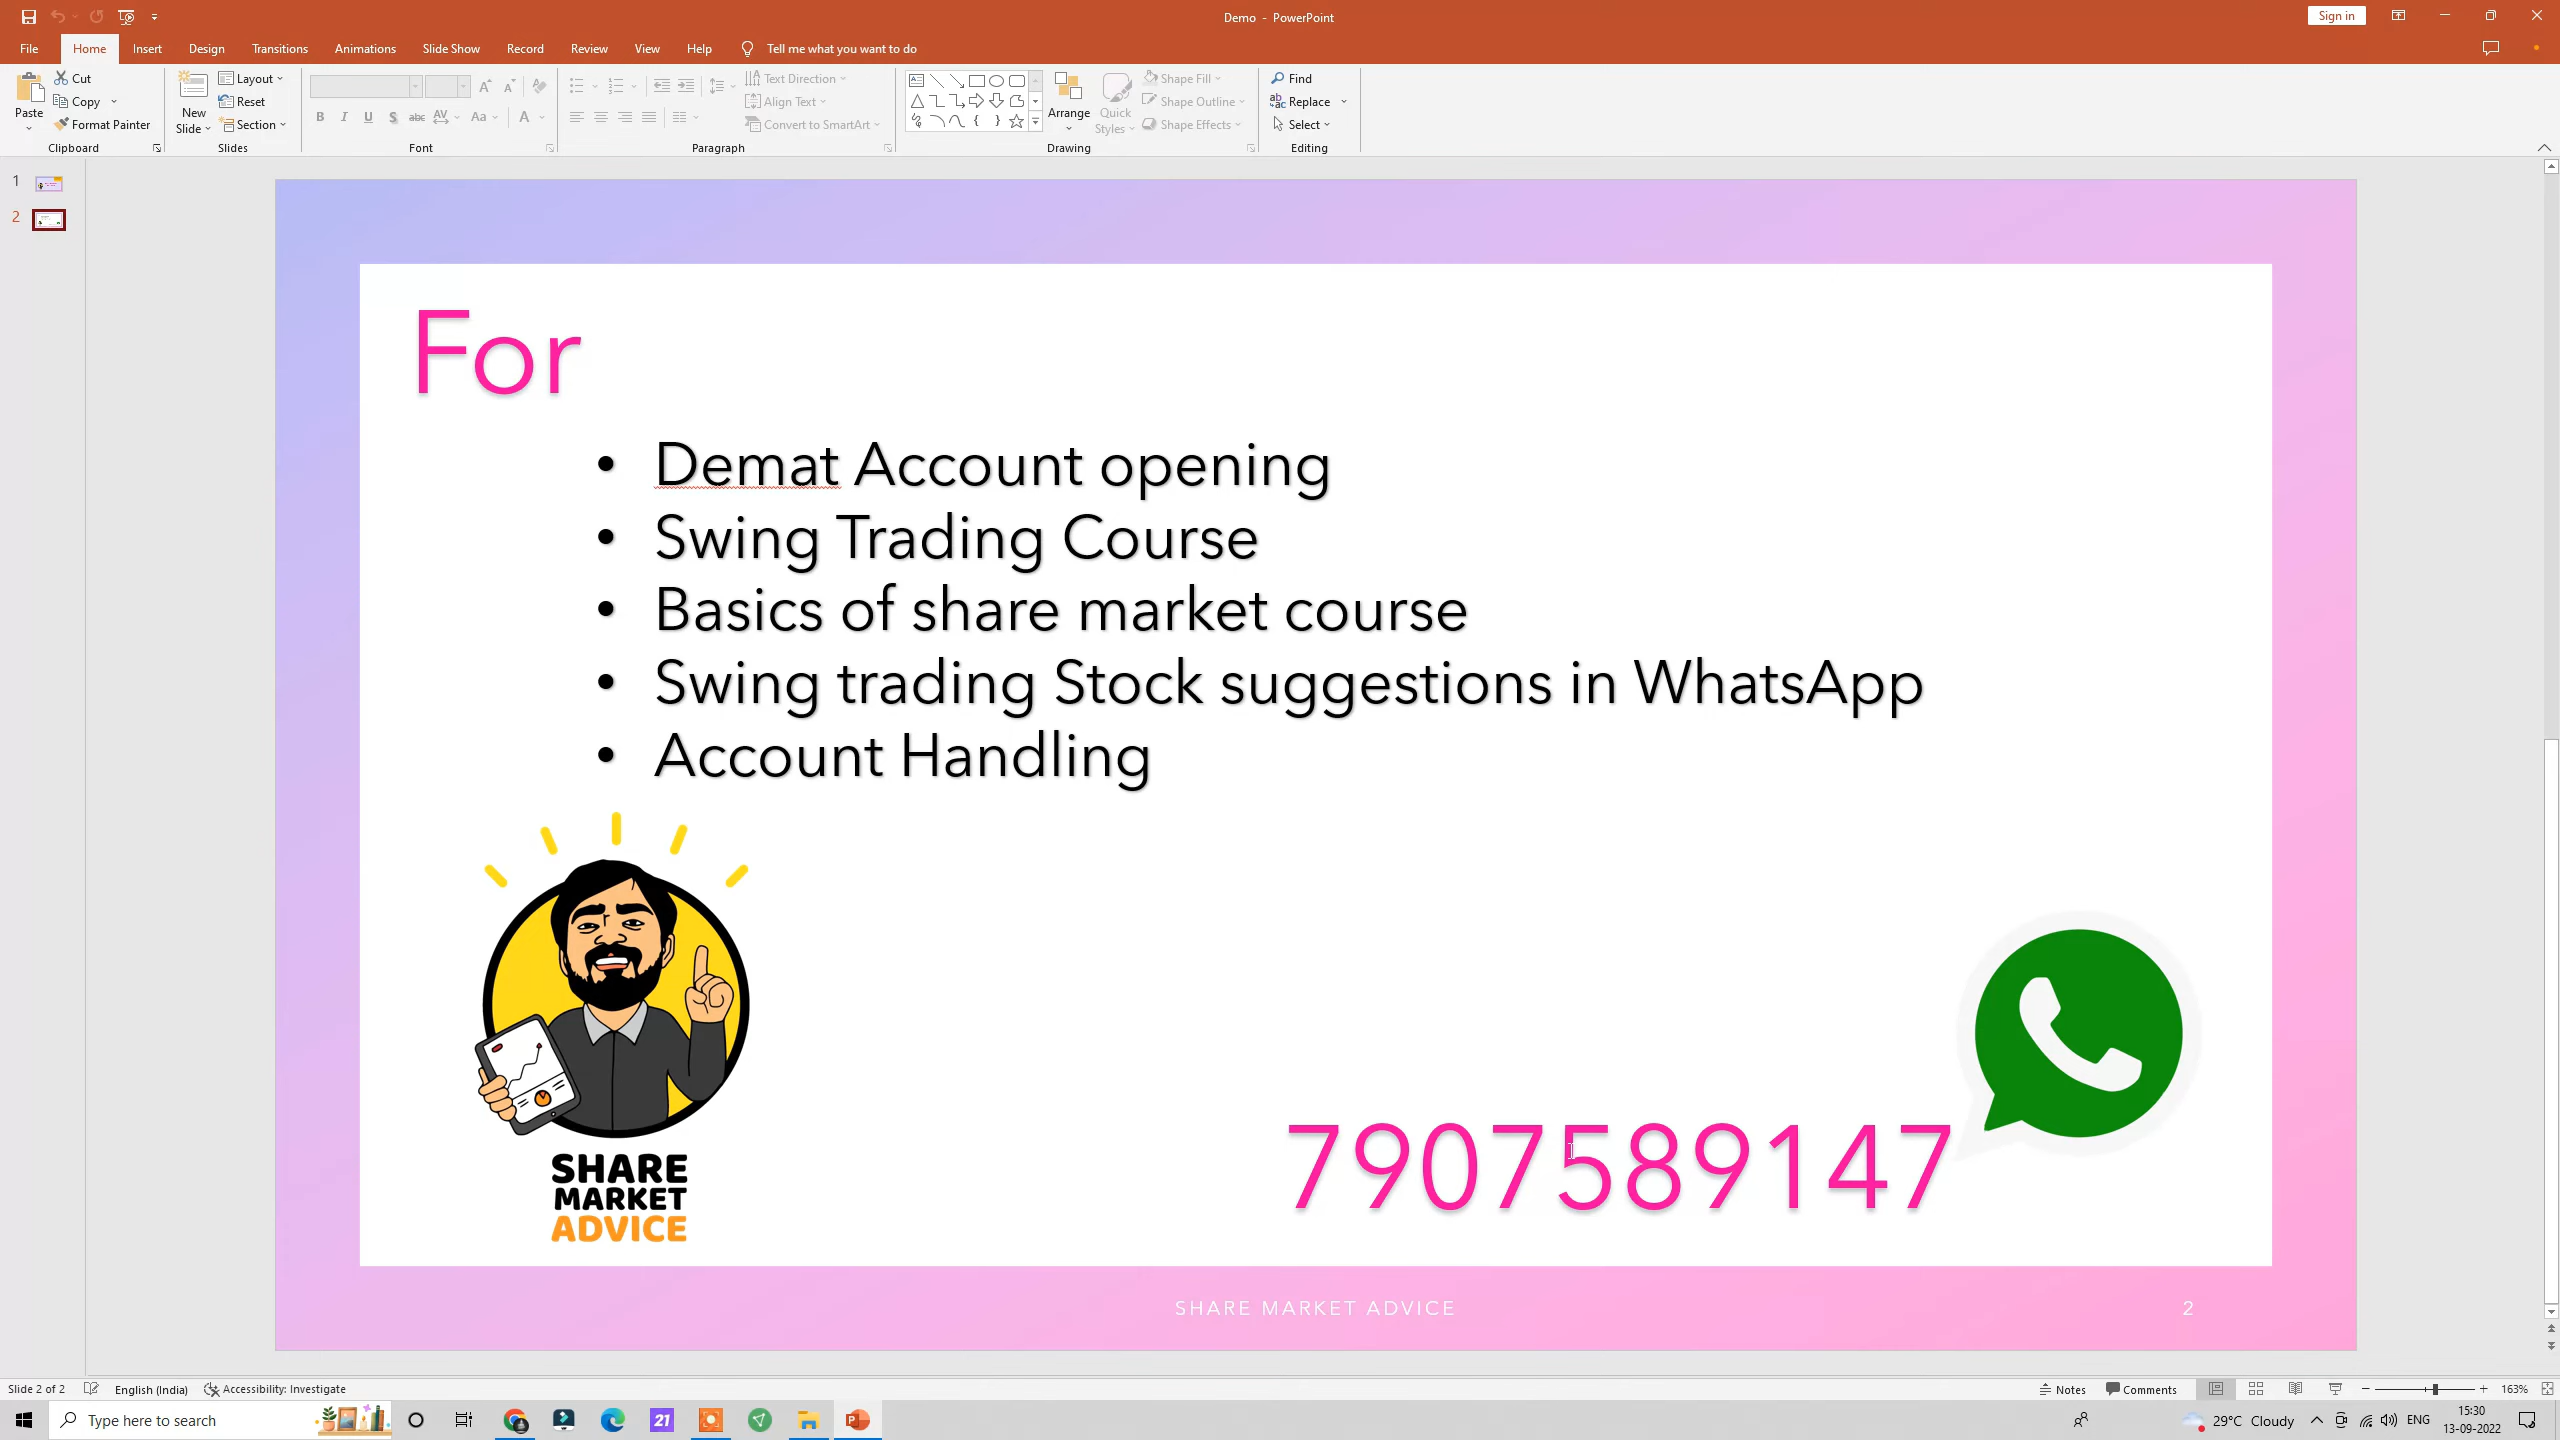 Demo - PowerPoint
Sign in
File Home Insert Design Transitions Animations Slide Show Record Review View Help Tell me what you want to do
Paste
Cut
Copy
Format Painter
Clipboard
New Slide
Layout
Reset
Section
Slides
Font
Text Direction
Align Text
Convert to SmartArt
Paragraph
Arrange
Quick Styles
Shape Fill
Shape Outline
Shape Effects
Drawing
Find
Replace
Select
Editing
1
2
For
• Demat Account opening
• Swing Trading Course
• Basics of share market course
• Swing trading Stock suggestions in WhatsApp
• Account Handling
SHARE
MARKET
ADVICE
7907589147
SHARE MARKET ADVICE
2
Slide 2 of 2 English (India) Accessibility: Investigate Notes Comments 163%
Type here to search
21
29°C Cloudy
ENG
15:30
13-09-2022